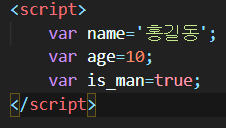 <script>
var name='홍길동';
var age=10;
var is_man=true;
</script>